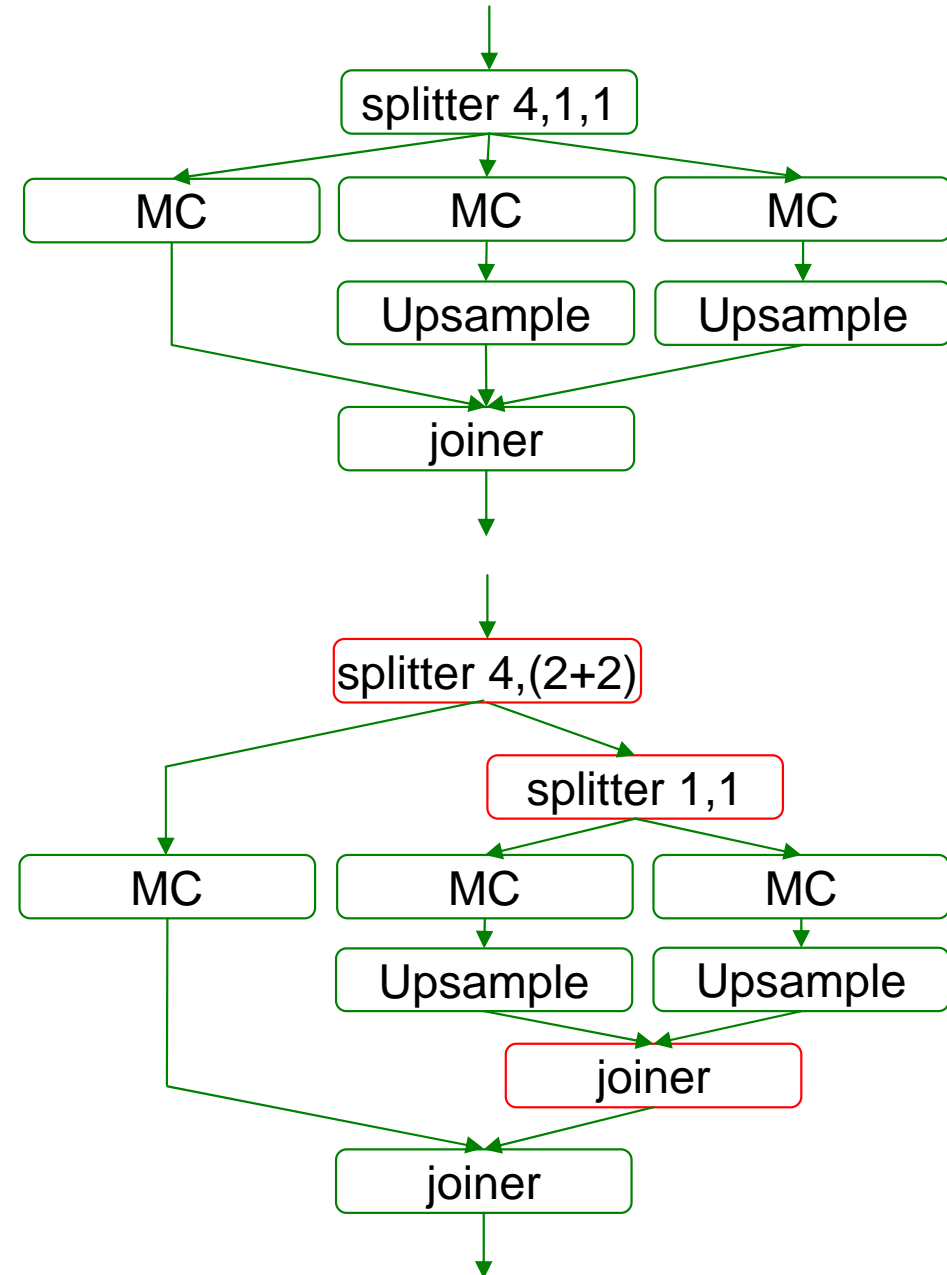 splitter 4,1,1
MC
MC
MC
Upsample
Upsample
joiner
splitter 4,(2+2)
splitter 1,1
MC
MC
MC
Upsample
Upsample
joiner
joiner